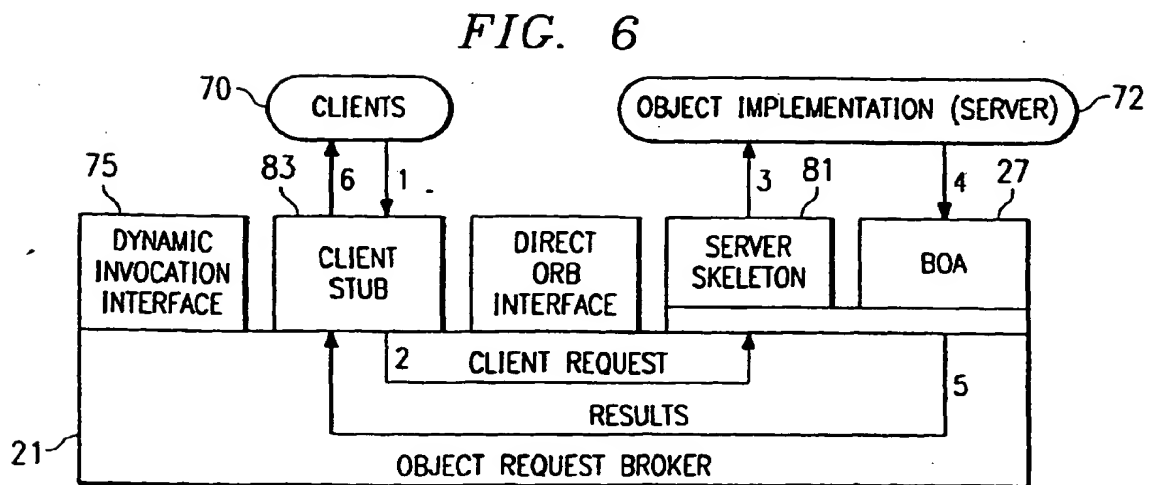 FIG. 6
70
CLIENTS
OBJECT IMPLEMENTATION (SERVER)
72
75
83
6
1
3
81
4
27
DYNAMIC
INVOCATION
INTERFACE
CLIENT
STUB
DIRECT
ORB
INTERFACE
SERVER
SKELETON
BOA
2
CLIENT REQUEST
5
RESULTS
21
OBJECT REQUEST BROKER